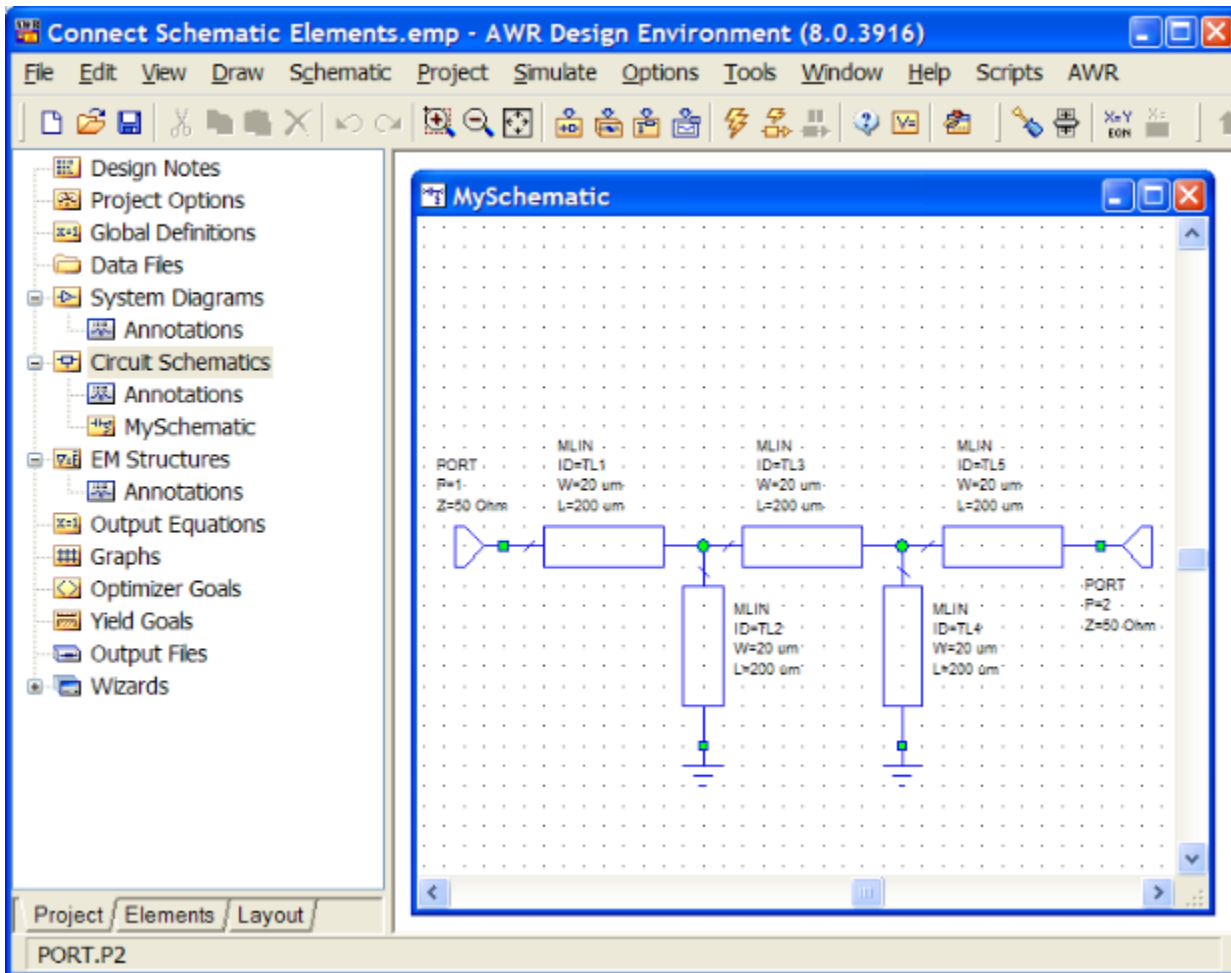 Connect Schematic Elements.emp - AWR Design Environment (8.0.3916)
File Edit View Draw Schematic Project Simulate Options Tools Window Help Scripts AWR
X=Y
EQN
X=
Design Notes
Project Options
Global Definitions
Data Files
System Diagrams
Annotations
Circuit Schematics
Annotations
MySchematic
EM Structures
Annotations
Output Equations
Graphs
Optimizer Goals
Yield Goals
Output Files
Wizards
Project Elements Layout
PORT.P2
MySchematic
PORT
P=1
Z=50 Ohm
MLIN
ID=TL1
W=20 um
L=200 um
MLIN
ID=TL3
W=20 um
L=200 um
MLIN
ID=TL5
W=20 um
L=200 um
MLIN
ID=TL2
W=20 um
L=200 um
MLIN
ID=TL4
W=20 um
L=200 um
PORT
P=2
Z=50 Ohm